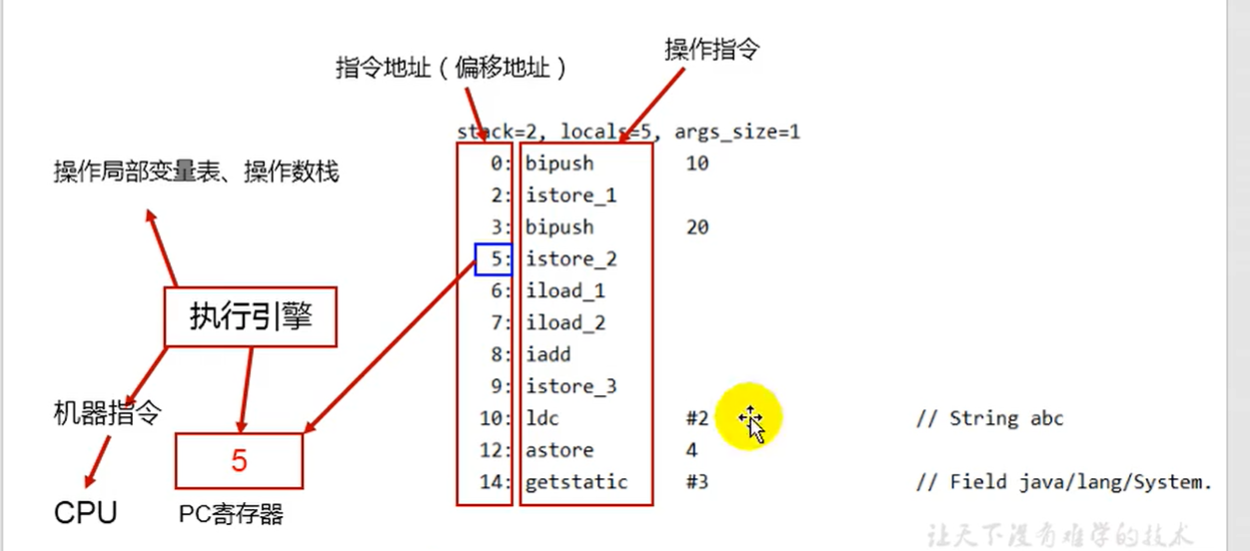 操作指令
指令地址（偏移地址）
stack=2, locals=5, args_size=1
操作局部变量表、操作数栈
0: bipush 10
2: istore_1
3: bipush 20
5: istore_2
6: iload_1
7: iload_2
8: iadd
9: istore_3
10: ldc #2 // String abc
12: astore 4
14: getstatic #3 // Field java/lang/System.
执行引擎
机器指令
5
CPU
PC寄存器
让天下没有难学的技术